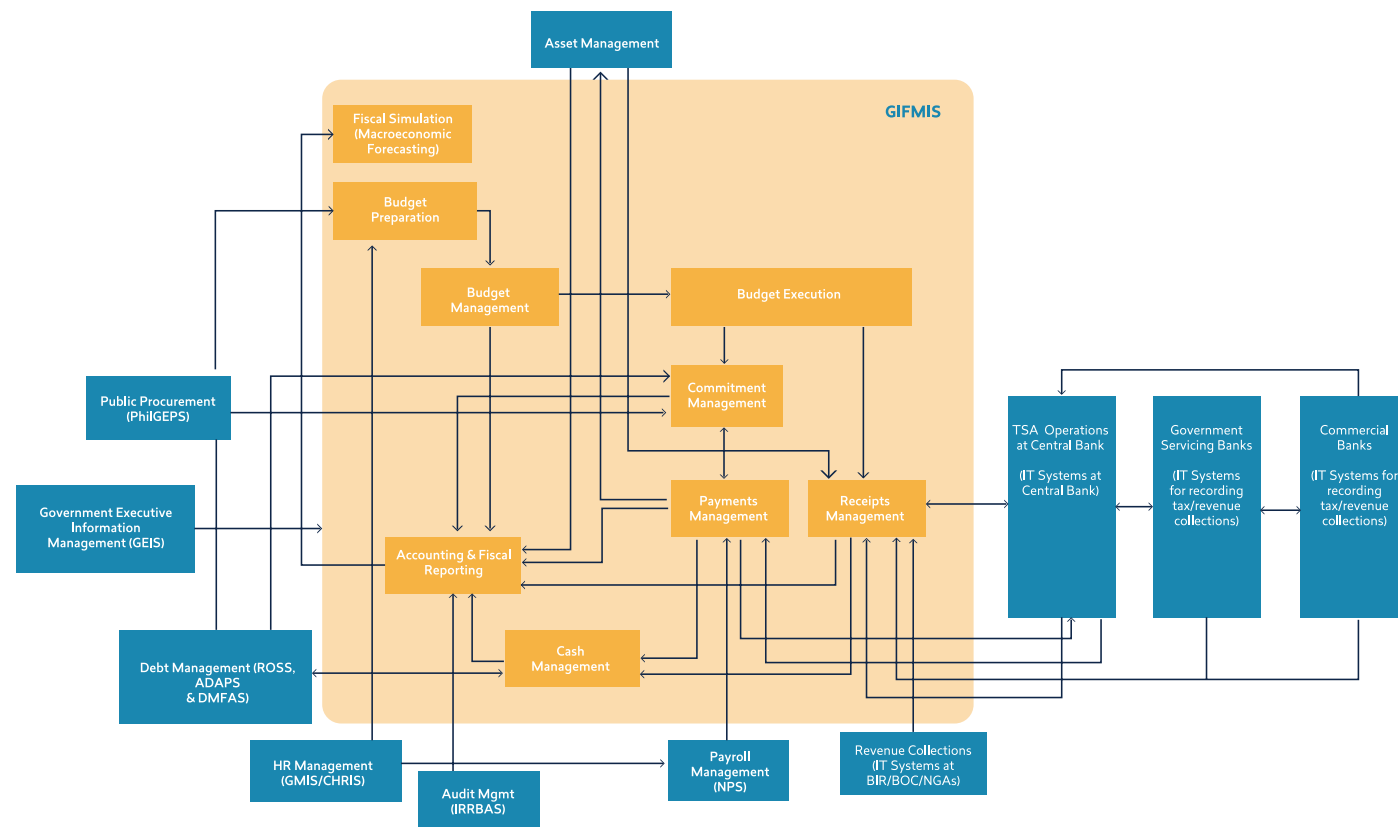 Asset Management
GIFMIS
Fiscal Simulation
(Macroeconomic
Forecasting)
Budget
Preparation
Budget
Management
Budget Execution
Public Procurement
(PhilGEPS)
Commitment
Management
TSA Operations
at Central Bank
(IT Systems at
Central Bank)
Government
Servicing Banks
(IT Systems
for recording
tax/revenue
collections)
Commercial
Banks
(IT Systems for
recording
tax/revenue
collections)
Government Executive
Information
Management (GEIS)
Payments
Management
Receipts
Management
Accounting & Fiscal
Reporting
Cash
Management
Debt Management (ROSS,
ADAPS
& DMFAS)
HR Management
(GMIS/CHRIS)
Audit Mgmt
(IRRBAS)
Payroll
Management
(NPS)
Revenue Collections
(IT Systems at
BIR/BOC/NGAs)